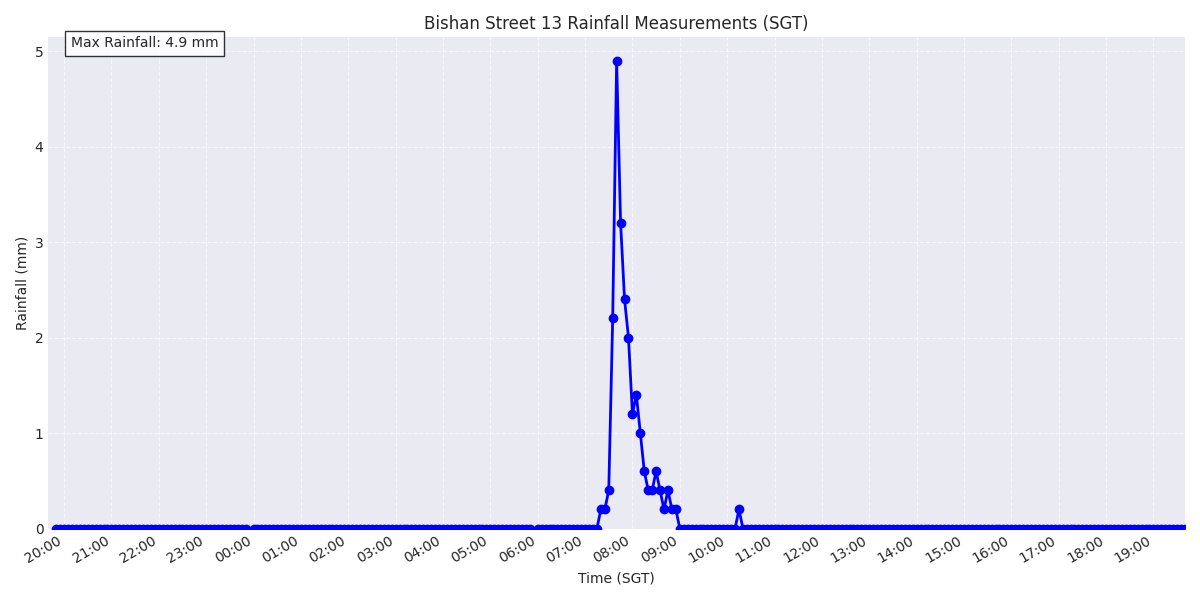 Bishan Street 13 Rainfall Measurements (SGT)
Max Rainfall: 4.9 mm
5
4
3
2
1
0
Rainfall (mm)
20:00 21:00 22:00 23:00 00:00 01:00 02:00 03:00 04:00 05:00 06:00 07:00 08:00 09:00 10:00 11:00 12:00 13:00 14:00 15:00 16:00 17:00 18:00 19:00
Time (SGT)